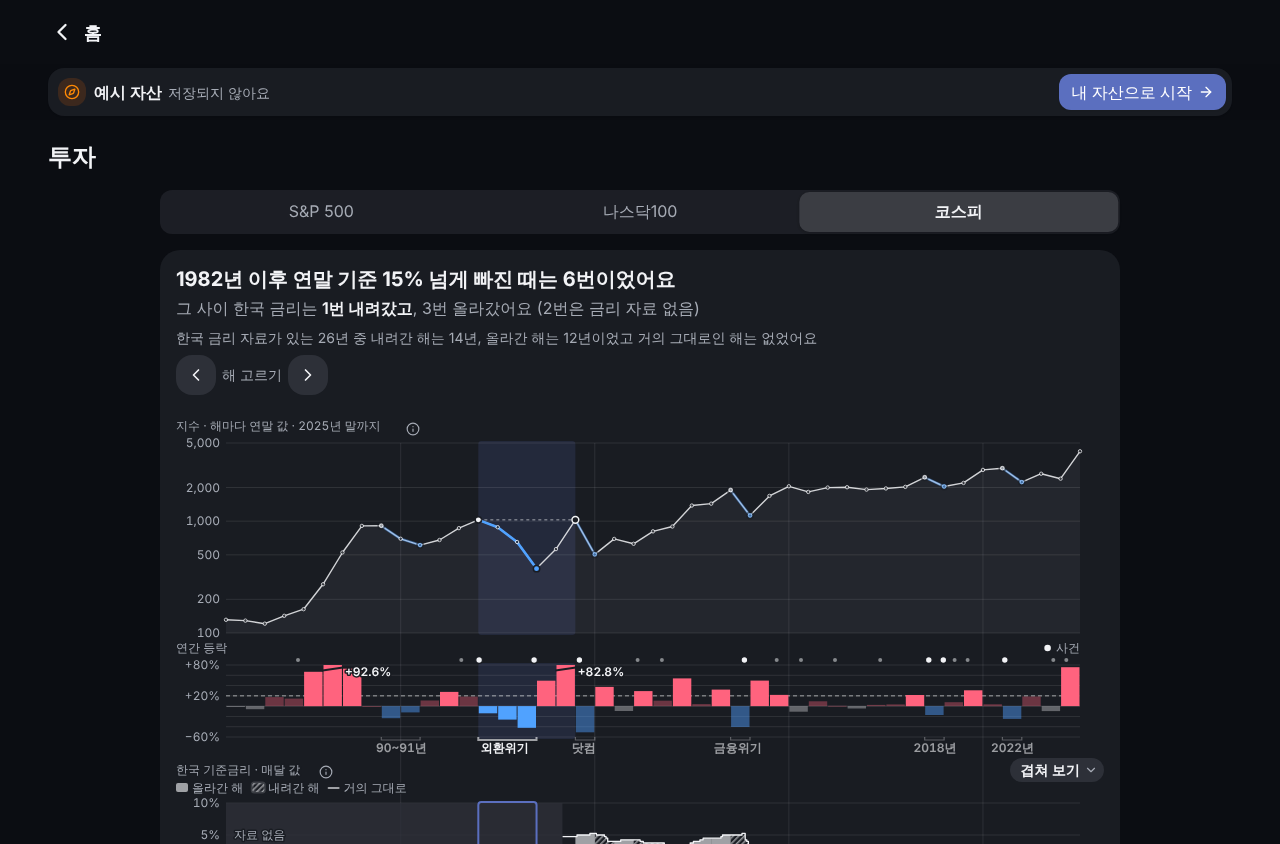 홈
예시 자산 저장되지 않아요
내 자산으로 시작
투자
S&P 500 나스닥100 코스피
1982년 이후 연말 기준 15% 넘게 빠진 때는 6번이었어요
그 사이 한국 금리는 1번 내려갔고, 3번 올라갔어요 (2번은 금리 자료 없음)
한국 금리 자료가 있는 26년 중 내려간 해는 14년, 올라간 해는 12년이었고 거의 그대로인 해는 없었어요
해 고르기
지수 · 해마다 연말 값 · 2025년 말까지
5,000
2,000
1,000
500
200
100
연간 등락 사건
+80%
+92.6% +82.8%
+20%
−60%
90~91년 외환위기 닷컴 금융위기 2018년 2022년
한국 기준금리 · 매달 값 겹쳐 보기
올라간 해 내려간 해 거의 그대로
10%
5% 자료 없음